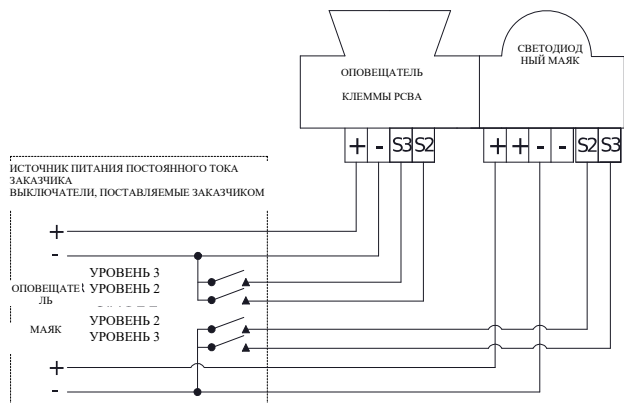 ОПОВЕЩАТЕЛЬ
КЛЕММЫ PCBA
СВЕТОДИОД
НЫЙ МАЯК
+ - S3 S2
+ + - - S2 S3
ИСТОЧНИК ПИТАНИЯ ПОСТОЯННОГО ТОКА
ЗАКАЗЧИКА
ВЫКЛЮЧАТЕЛИ, ПОСТАВЛЯЕМЫЕ ЗАКАЗЧИКОМ
+
-
УРОВЕНЬ 3
ОПОВЕЩАТЕ
ЛЬ
УРОВЕНЬ 2
УРОВЕНЬ 2
МАЯК
УРОВЕНЬ 3
+
-